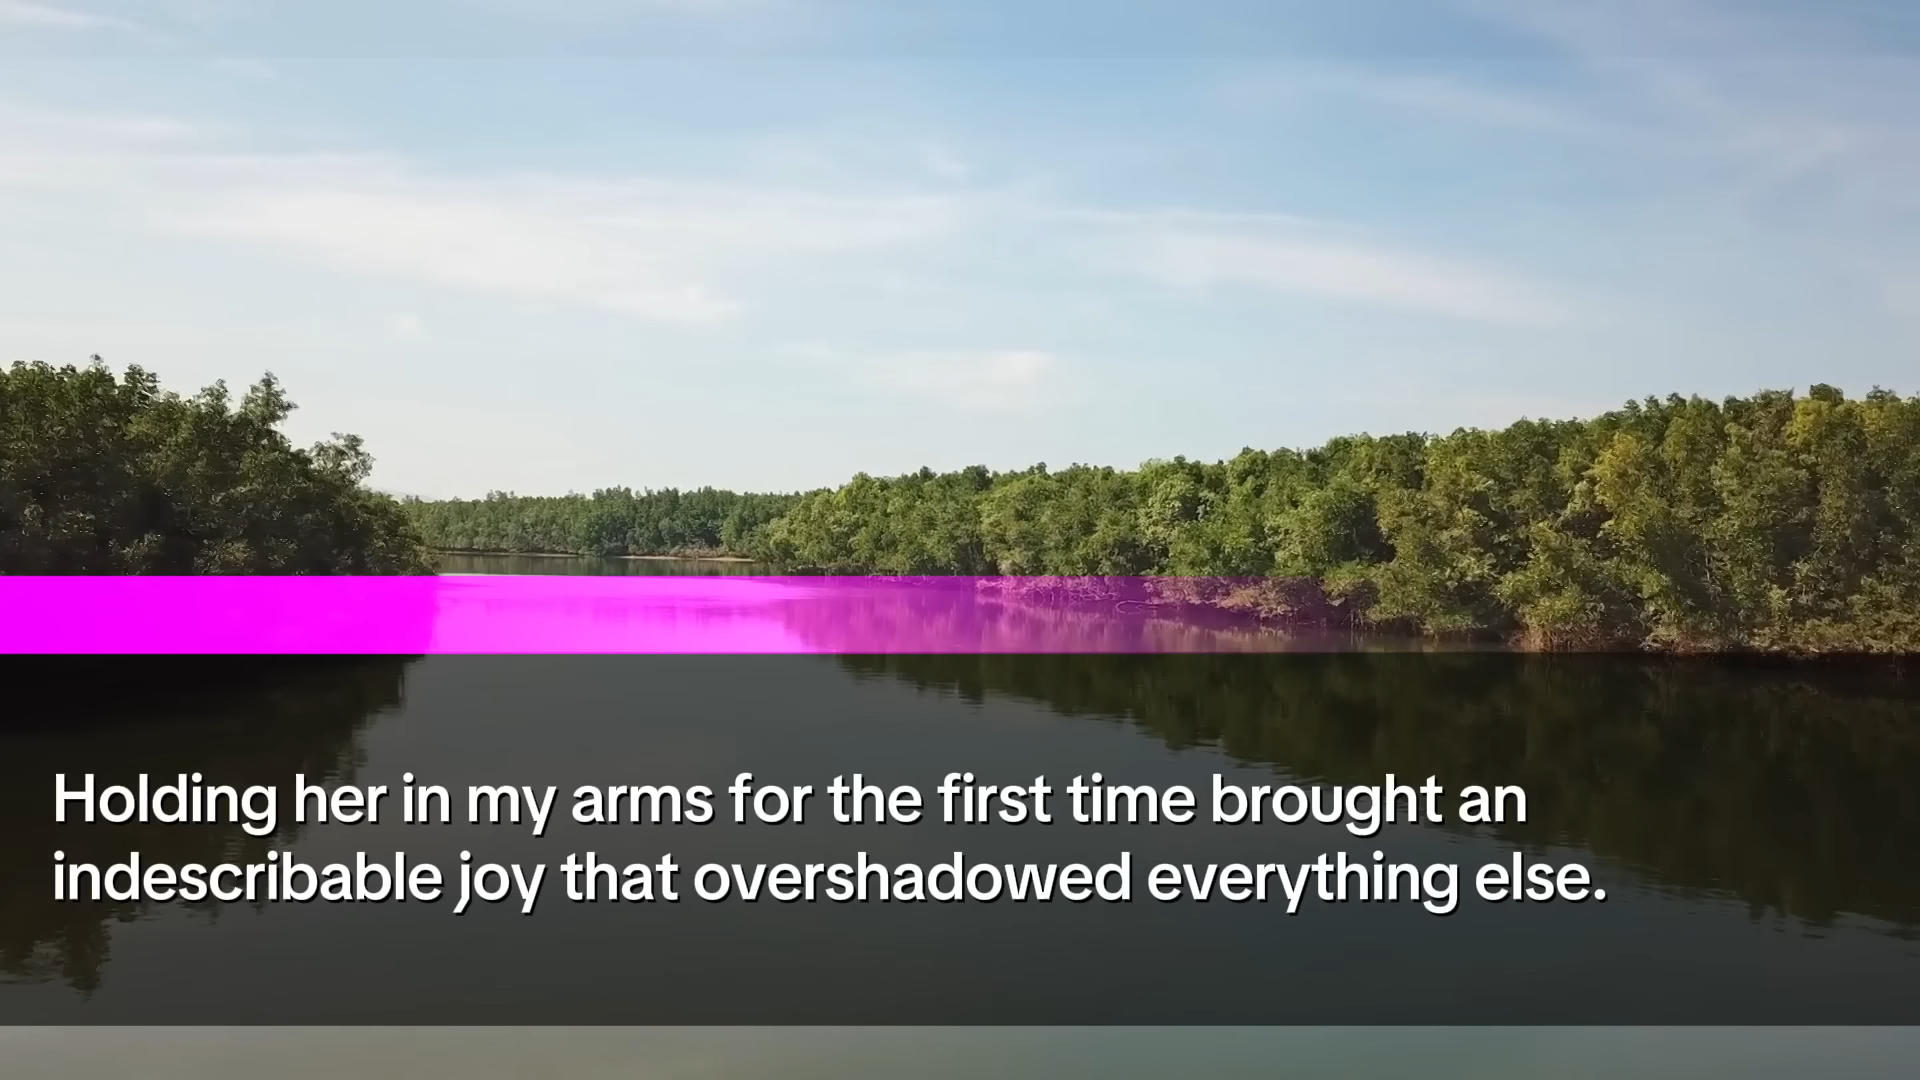 Holding her in my arms for the first time brought an
indescribable joy that overshadowed everything else.